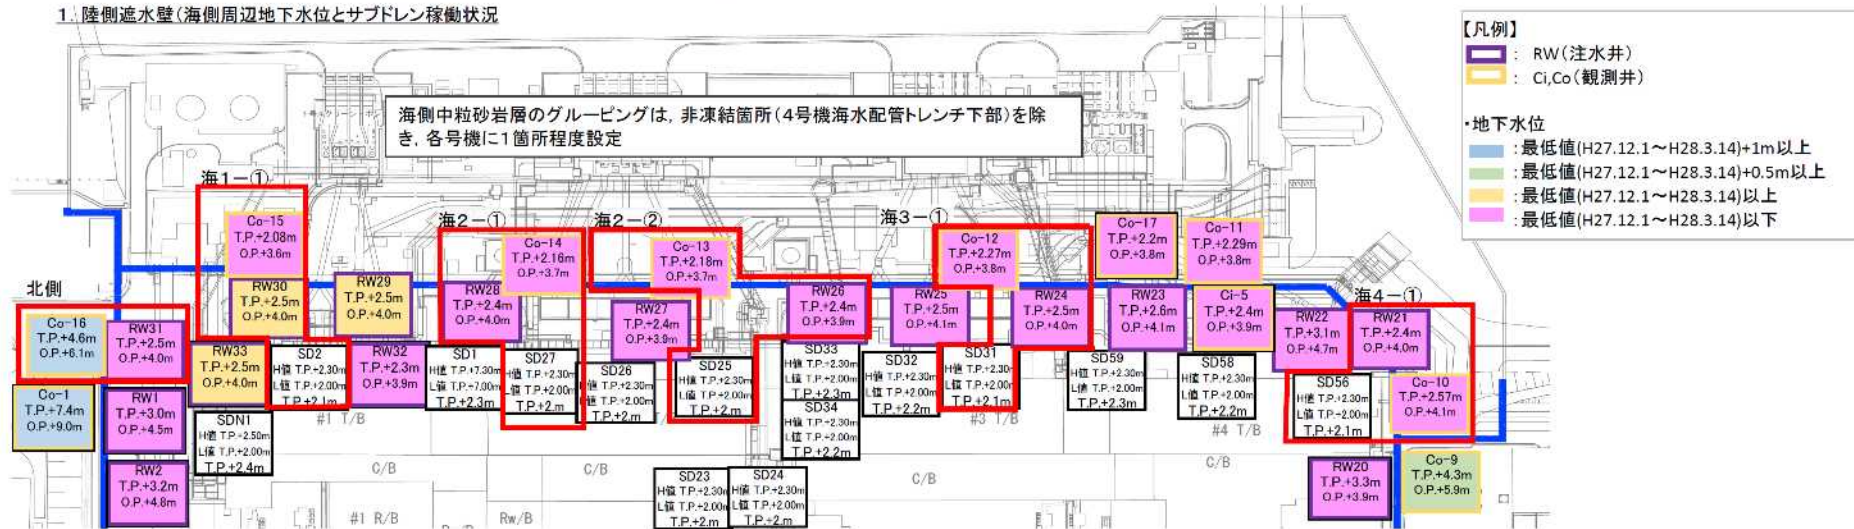 1. 陸側遮水壁(海側周辺地下水位とサブドレン稼働状況
【凡例】
: RW(注水井)
: Ci,Co(観測井)
・地下水位
:最低値(H27.12.1～H28.3.14)+1m以上
:最低値(H27.12.1～H28.3.14)+0.5m以上
:最低値(H27.12.1～H28.3.14)以上
:最低値(H27.12.1～H28.3.14)以下
海側中粒砂岩層のグルーピングは,非凍結箇所(4号機海水配管トレンチ下部)を除
き,各号機に1箇所程度設定
海1-①
Co-15
T.P.+2.08m
O.P.+3.6m
RW30
T.P.+2.5m
O.P.+4.0m
RW29
T.P.+2.5m
O.P.+4.0m
海2-①
Co-14
T.P.+2.16m
O.P.+3.7m
RW28
T.P.+2.4m
O.P.+4.0m
海2-②
Co-13
T.P.+2.18m
O.P.+3.7m
RW27
T.P.+2.4m
O.P.+3.9m
RW26
T.P.+2.4m
O.P.+3.9m
海3-①
Co-12
T.P.+2.27m
O.P.+3.8m
RW25
T.P.+2.5m
O.P.+4.1m
RW24
T.P.+2.5m
O.P.+4.0m
Co-17
T.P.+2.2m
O.P.+3.8m
Co-11
T.P.+2.29m
O.P.+3.8m
RW23
T.P.+2.6m
O.P.+4.1m
Ci-5
T.P.+2.4m
O.P.+3.9m
RW22
T.P.+3.1m
O.P.+4.7m
海4-①
RW21
T.P.+2.4m
O.P.+4.0m
北側
Co-16
T.P.+4.6m
O.P.+6.1m
RW31
T.P.+2.5m
O.P.+4.0m
RW33
T.P.+2.5m
O.P.+4.0m
SD2
H値 T.P.+2.30m
L値 T.P.+2.00m
T.P.+2.1m
RW32
T.P.+2.3m
O.P.+3.9m
SD1
H値 T.P.+7.30m
L値 T.P.+7.00m
T.P.+2.3m
SD27
H値 T.P.+2.30m
L値 T.P.+2.00m
T.P.+2.m
SD26
H値 T.P.+2.30m
L値 T.P.+2.00m
T.P.+2.m
SD25
H値 T.P.+2.30m
L値 T.P.+2.00m
T.P.+2.m
SD33
H値 T.P.+2.30m
L値 T.P.+2.00m
T.P.+2.3m
SD34
H値 T.P.+2.30m
L値 T.P.+2.00m
T.P.+2.2m
SD32
H値 T.P.+2.30m
L値 T.P.+2.00m
T.P.+2.2m
SD31
H値 T.P.+2.30m
L値 T.P.+2.00m
T.P.+2.1m
SD59
H値 T.P.+2.30m
L値 T.P.+2.00m
T.P.+2.3m
SD58
H値 T.P.+2.30m
L値 T.P.+2.00m
T.P.+2.2m
SD56
H値 T.P.+2.30m
L値 T.P.+2.00m
T.P.+2.1m
Co-10
T.P.+2.57m
O.P.+4.1m
Co-1
T.P.+7.4m
O.P.+9.0m
RW1
T.P.+3.0m
O.P.+4.5m
SDN1
H値 T.P.+2.50m
L値 T.P.+2.00m
T.P.+2.4m
#1 T/B
#3 T/B
#4 T/B
RW2
T.P.+3.2m
O.P.+4.8m
C/B
C/B
C/B
C/B
SD23
H値 T.P.+2.30m
L値 T.P.+2.00m
T.P.+2.m
SD24
H値 T.P.+2.30m
L値 T.P.+2.00m
T.P.+2.m
RW20
T.P.+3.3m
O.P.+3.9m
Co-9
T.P.+4.3m
O.P.+5.9m
#1 R/B
Rw/B